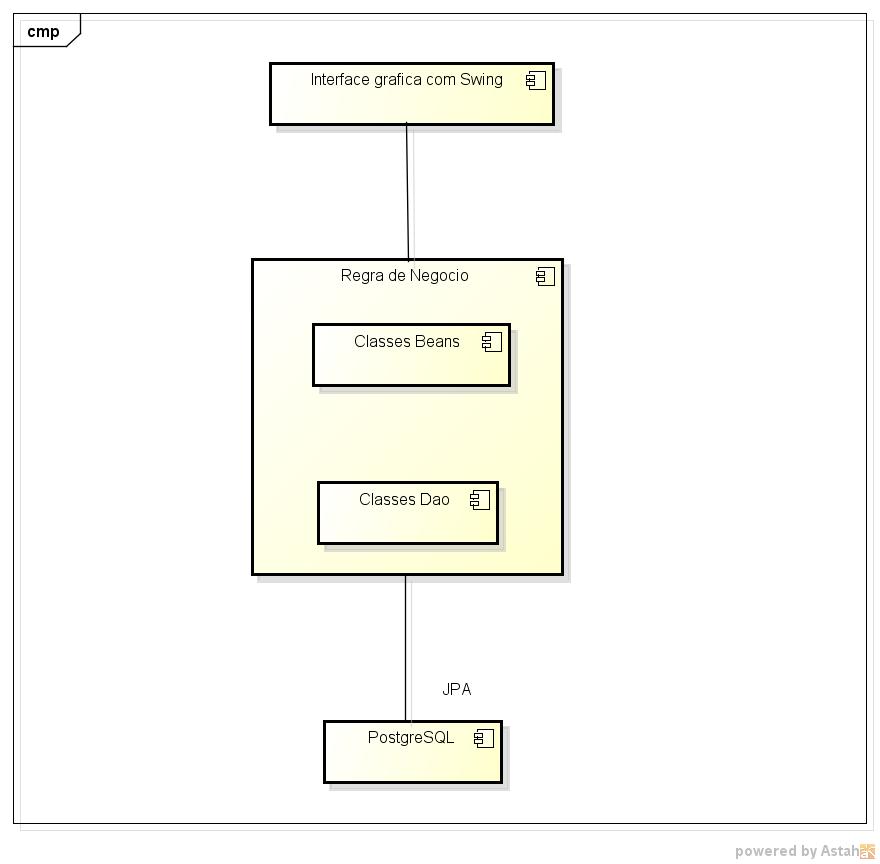 cmp
Interface grafica com Swing
Regra de Negocio
Classes Beans
Classes Dao
JPA
PostgreSQL
powered by Astah